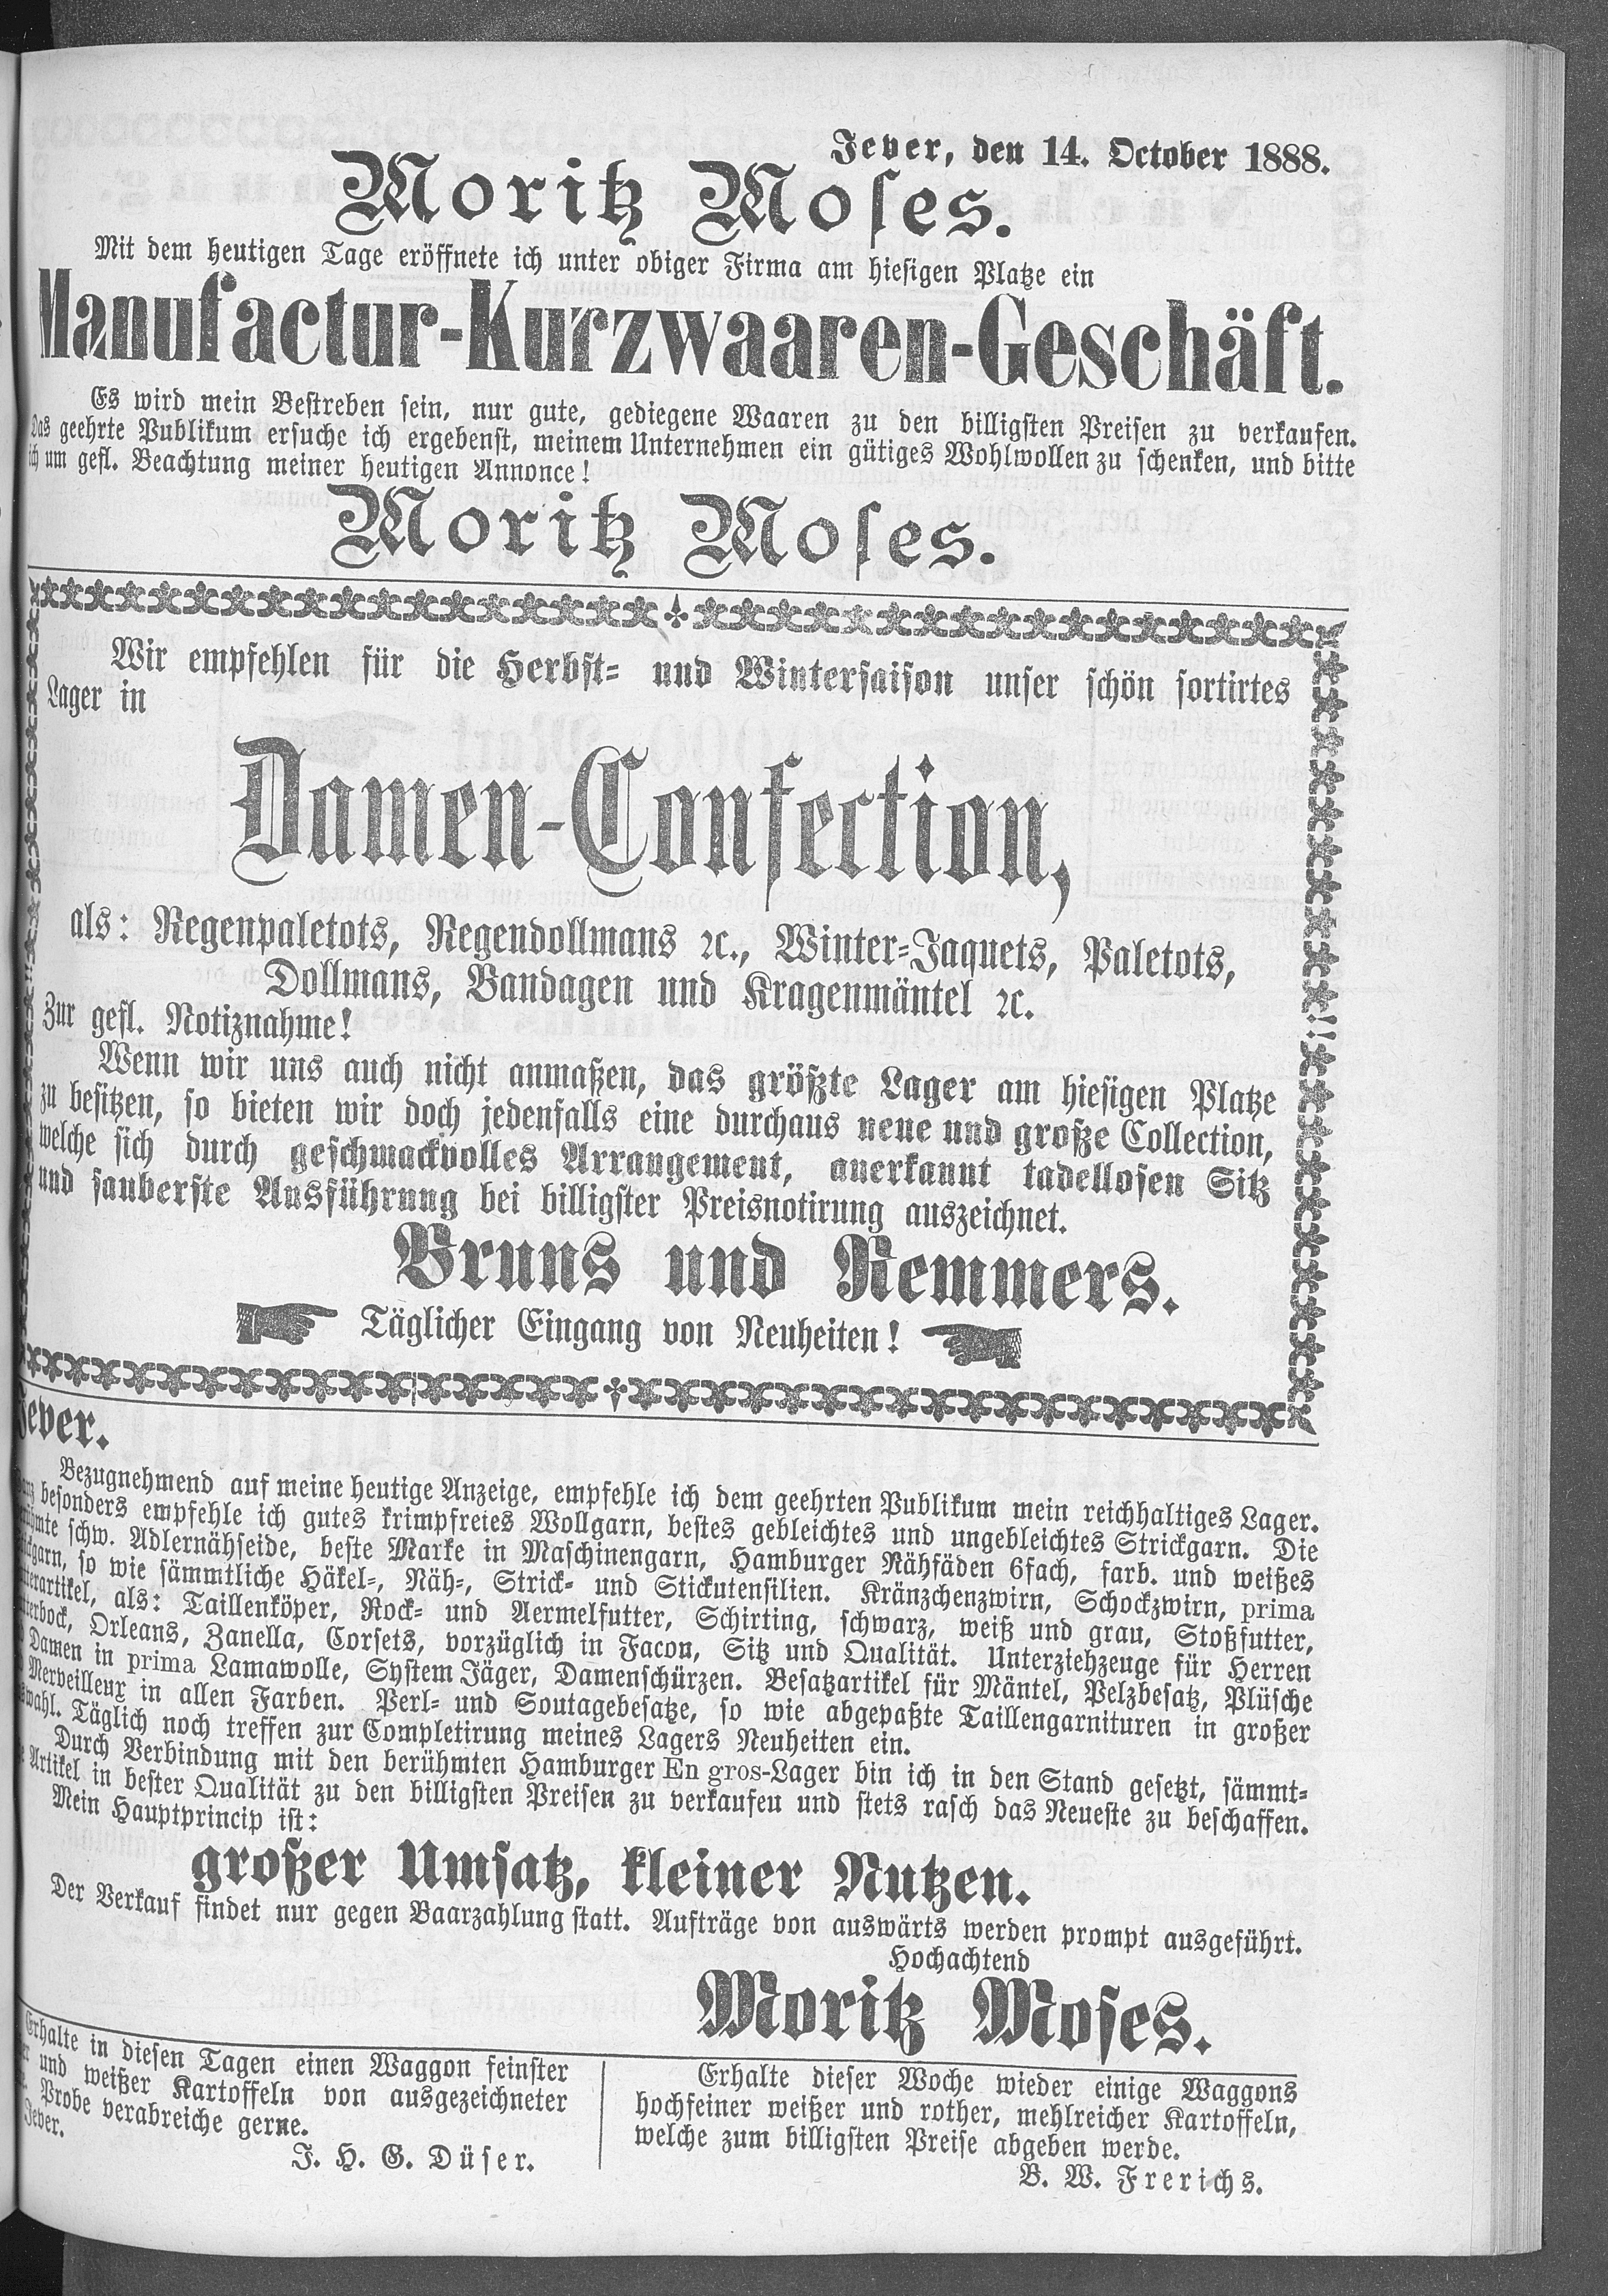 Jever, den 14. October 1888.
Moritz Moses.
Mit dem heutigen Tage eröffnete ich unter obiger Firma am hiesigen Platze ein
Manufactur-Kurzwaaren-Geschäft.
Es wird mein Bestreben sein, nur gute, gediegene Waaren zu den billigsten Preisen zu verkaufen.
Das geehrte Publikum ersuche ich ergebenst, meinem Unternehmen ein gütiges Wohlwollen zu schenken, und bitte
ich um gefl. Beachtung meiner heutigen Annonce!
Moritz Moses.
Wir empfehlen für die Herbst- und Wintersaison unser schön sortirtes
Lager in
Damen-Confection,
als: Regenpaletots, Regendollmans ꝛc., Winter-Jaquets, Paletots,
Dollmans, Bandagen und Kragenmäntel ꝛc.
Zur gefl. Notiznahme!
Wenn wir uns auch nicht anmaßen, das größte Lager am hiesigen Platze
zu besitzen, so bieten wir doch jedenfalls eine durchaus neue und große Collection,
welche sich durch geschmackvolles Arrangement, anerkannt tadellosen Sitz
und sauberste Ausführung bei billigster Preisnotirung auszeichnet.
Bruns und Remmers.
Täglicher Eingang von Neuheiten!
Jever.
Bezugnehmend auf meine heutige Anzeige, empfehle ich dem geehrten Publikum mein reichhaltiges Lager.
besonders empfehle ich gutes krimpfreies Wollgarn, bestes gebleichtes und ungebleichtes Strickgarn. Die
schw. Adlernähseide, beste Marke in Maschinengarn, Hamburger Nähfäden 6fach, farb. und weißes
so wie sämmtliche Häkel-, Näh-, Strick- und Stickutensilien. Kränzchenzwirn, Schockzwirn, prima
als: Taillenköper, Rock- und Aermelfutter, Schirting, schwarz, weiß und grau, Stoßfutter,
Orleans, Zanella, Corsets, vorzüglich in Facon, Sitz und Qualität. Unterziehzeuge für Herren
Damen in prima Lamawolle, System Jäger, Damenschürzen. Besatzartikel für Mäntel, Pelzbesatz, Plüsche
Merveilleux in allen Farben. Perl- und Soutagebesatze, so wie abgepaßte Taillengarnituren in großer
Täglich noch treffen zur Completirung meines Lagers Neuheiten ein.
Durch Verbindung mit den berühmten Hamburger En gros-Lager bin ich in den Stand gesetzt, sämmt-
Artikel in bester Qualität zu den billigsten Preisen zu verkaufen und stets rasch das Neueste zu beschaffen.
Mein Hauptprincip ist:
großer Umsatz, kleiner Nutzen.
Der Verkauf findet nur gegen Baarzahlung statt. Aufträge von auswärts werden prompt ausgeführt.
Hochachtend
Moritz Moses.
Erhalte in diesen Tagen einen Waggon feinster
und weißer Kartoffeln von ausgezeichneter
Probe verabreiche gerne.
Jever.
J. H. G. Düser.
Erhalte dieser Woche wieder einige Waggons
hochfeiner weißer und rother, mehlreicher Kartoffeln,
welche zum billigsten Preise abgeben werde.
B. W. Frerichs.